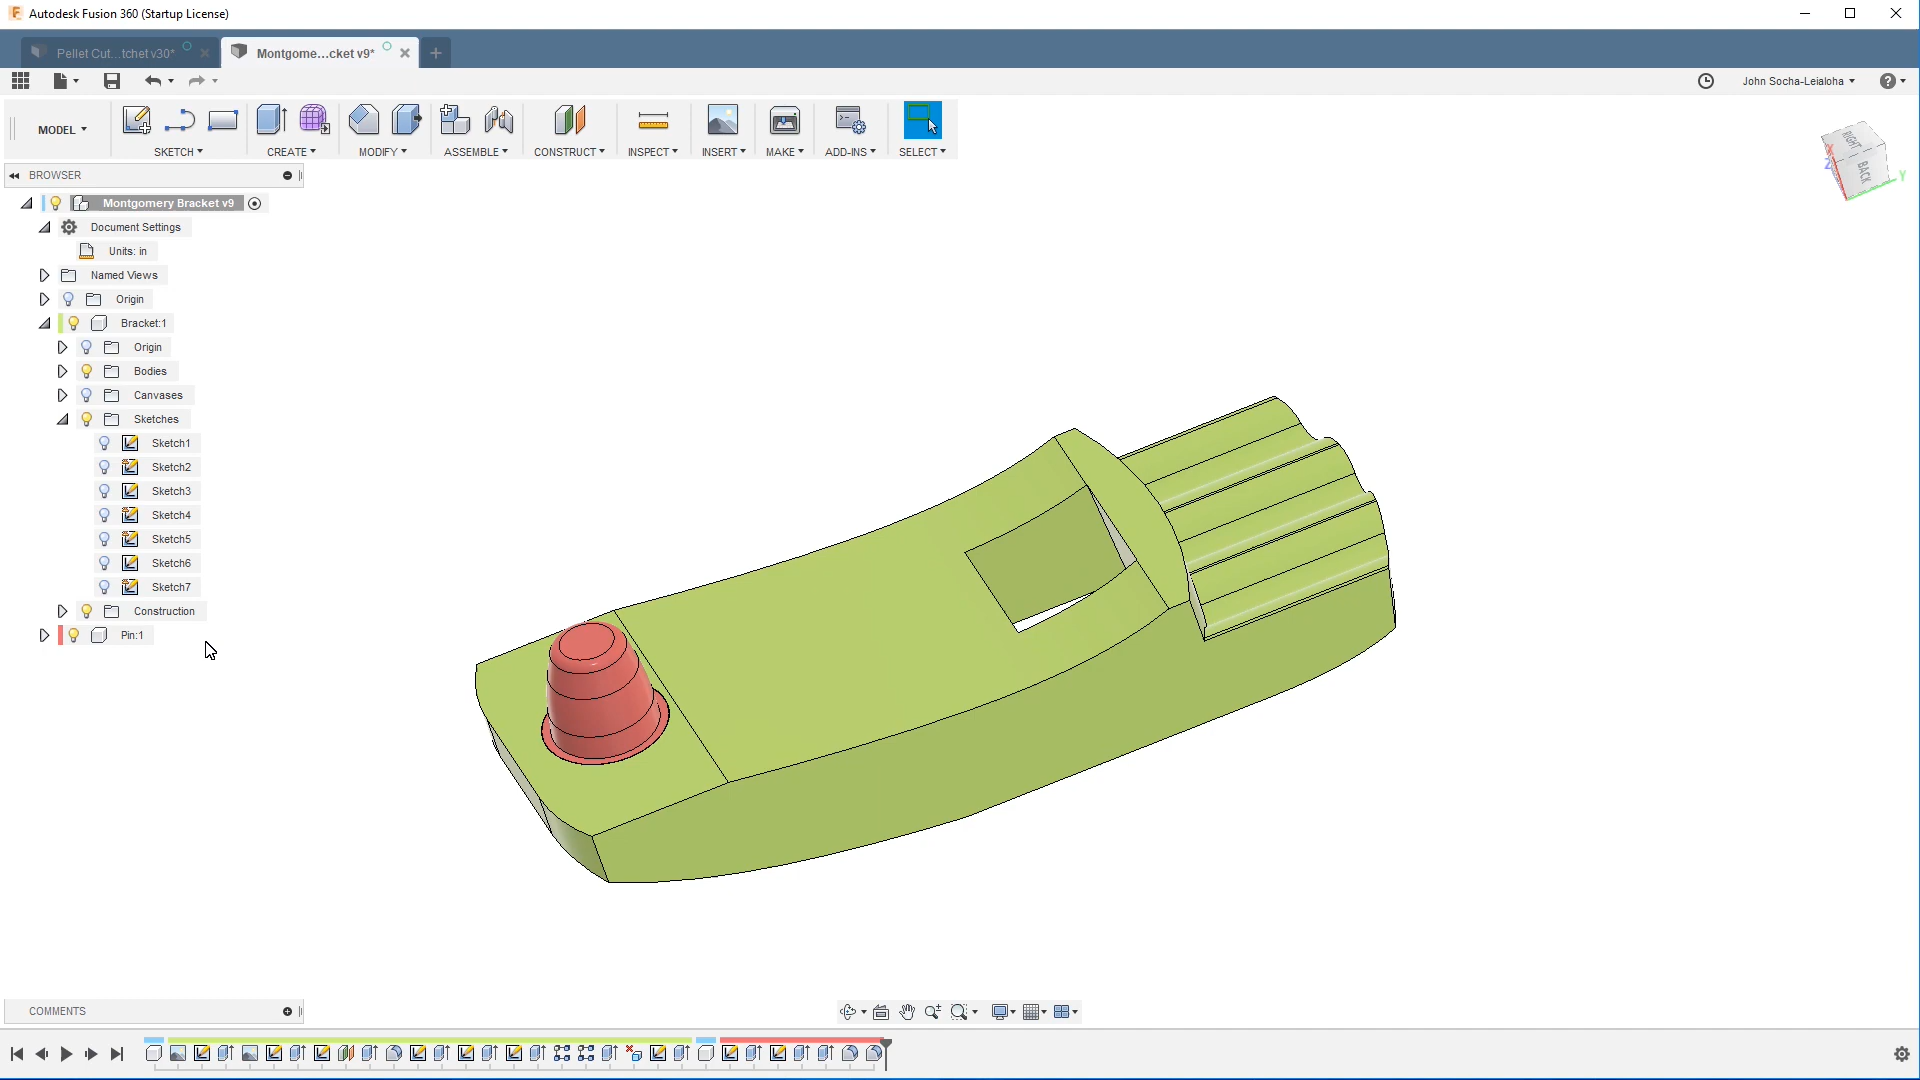 Autodesk Fusion 360 (Startup License)
Pellet Cut...tchet v30*
Montgome...cket v9*
John Socha-Leialoha
MODEL
SKETCH
CREATE
MODIFY
ASSEMBLE
CONSTRUCT
INSPECT
INSERT
MAKE
ADD-INS
SELECT
RIGHT
BACK
X
Z
Y
BROWSER
Montgomery Bracket v9
Document Settings
Units: in
Named Views
Origin
Bracket:1
Origin
Bodies
Canvases
Sketches
Sketch1
Sketch2
Sketch3
Sketch4
Sketch5
Sketch6
Sketch7
Construction
Pin:1
COMMENTS